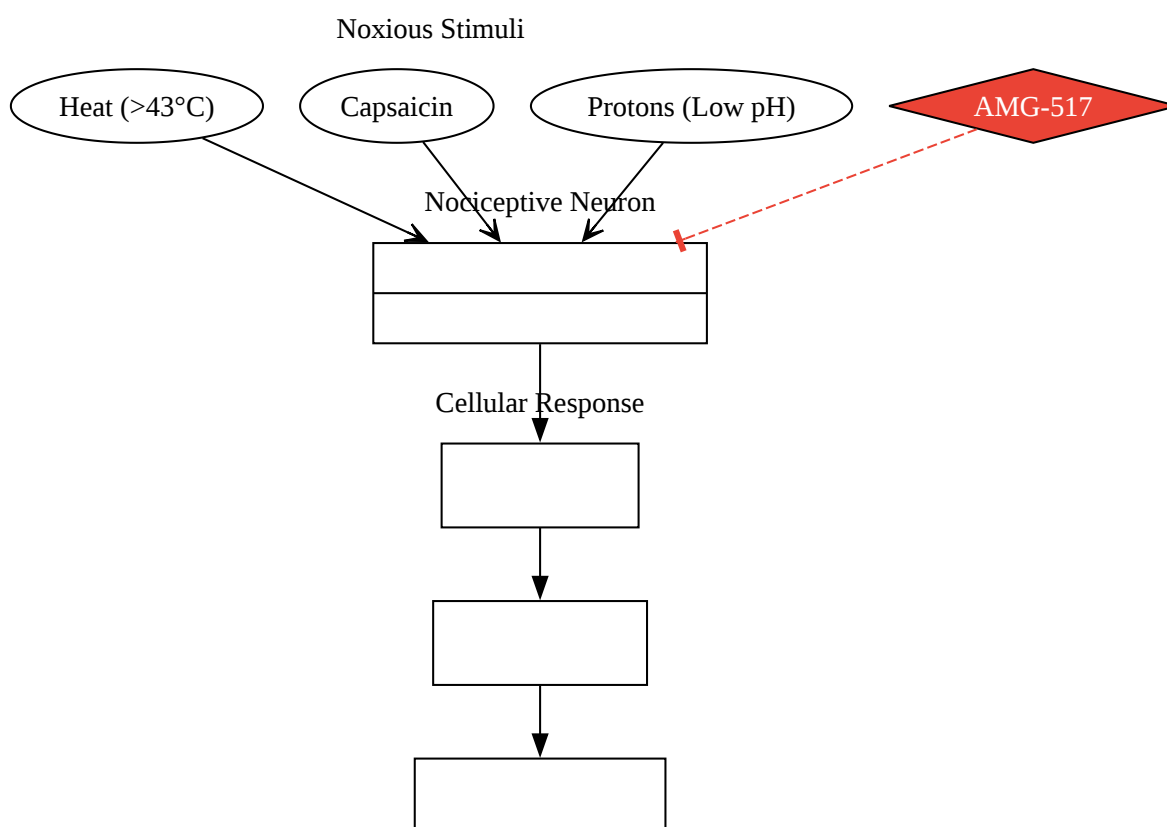 Noxious Stimuli
Heat (>43°C)
Capsaicin
Protons (Low pH)
AMG-517
Nociceptive Neuron
Cellular Response